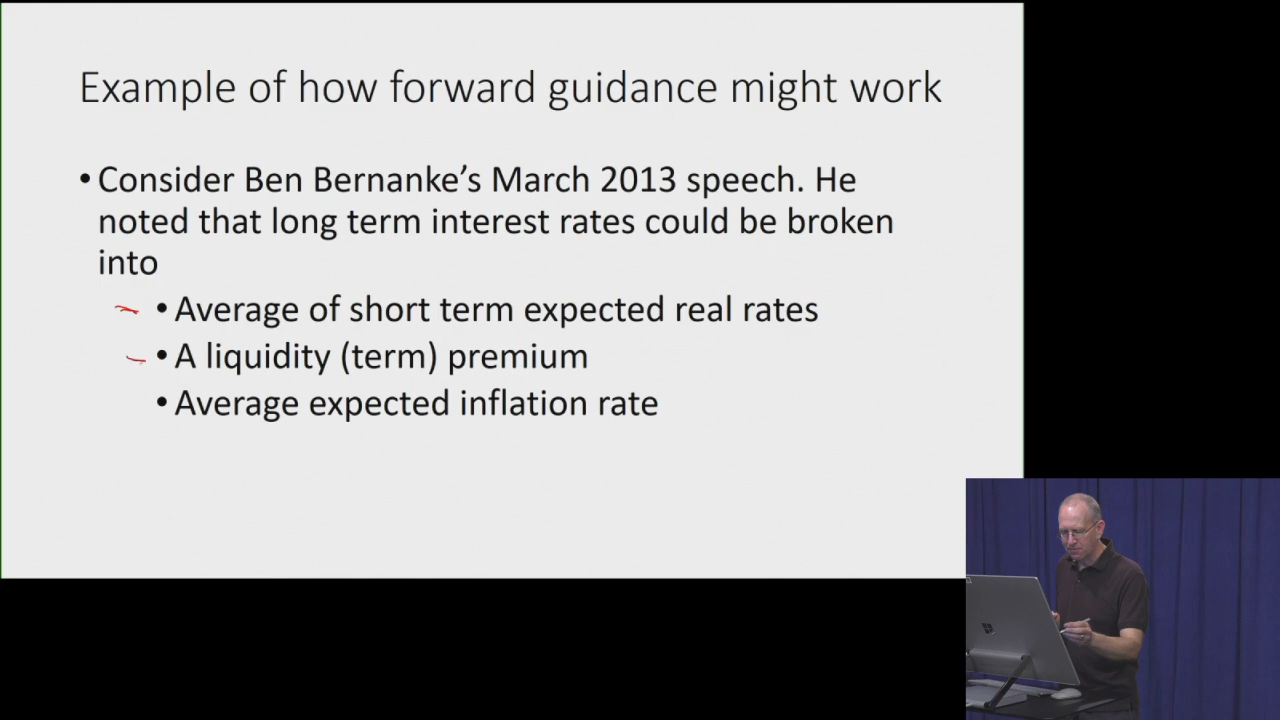 Example of how forward guidance might work
• Consider Ben Bernanke’s March 2013 speech. He
noted that long term interest rates could be broken
into
• Average of short term expected real rates
• A liquidity (term) premium
• Average expected inflation rate